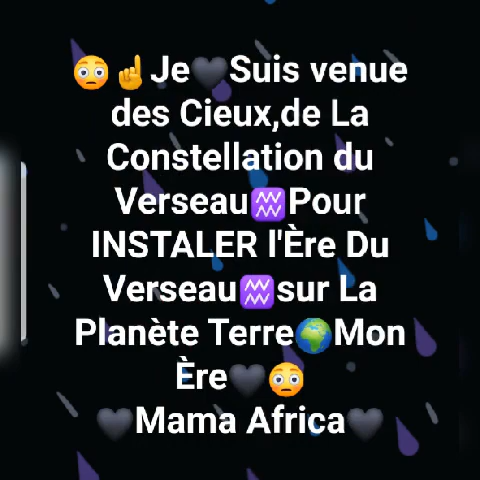 😳☝️Je🖤Suis venue
des Cieux,de La
Constellation du
Verseau♒Pour
INSTALER l'Ère Du
Verseau♒sur La
Planète Terre🌍Mon
Ère🖤😳
🖤Mama Africa🖤